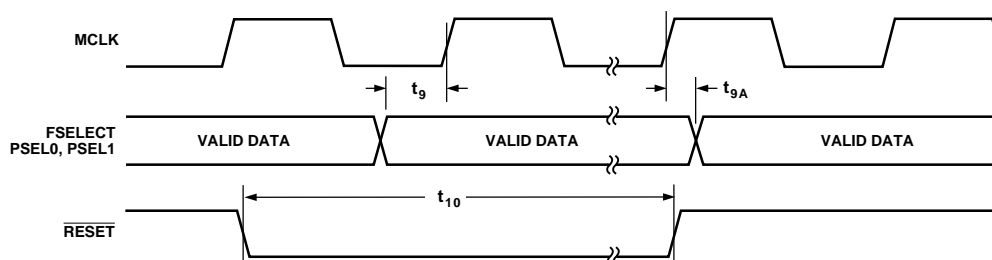 MCLK
t9
t9A
FSELECT
PSEL0, PSEL1
VALID DATA
VALID DATA
VALID DATA
t10
RESET